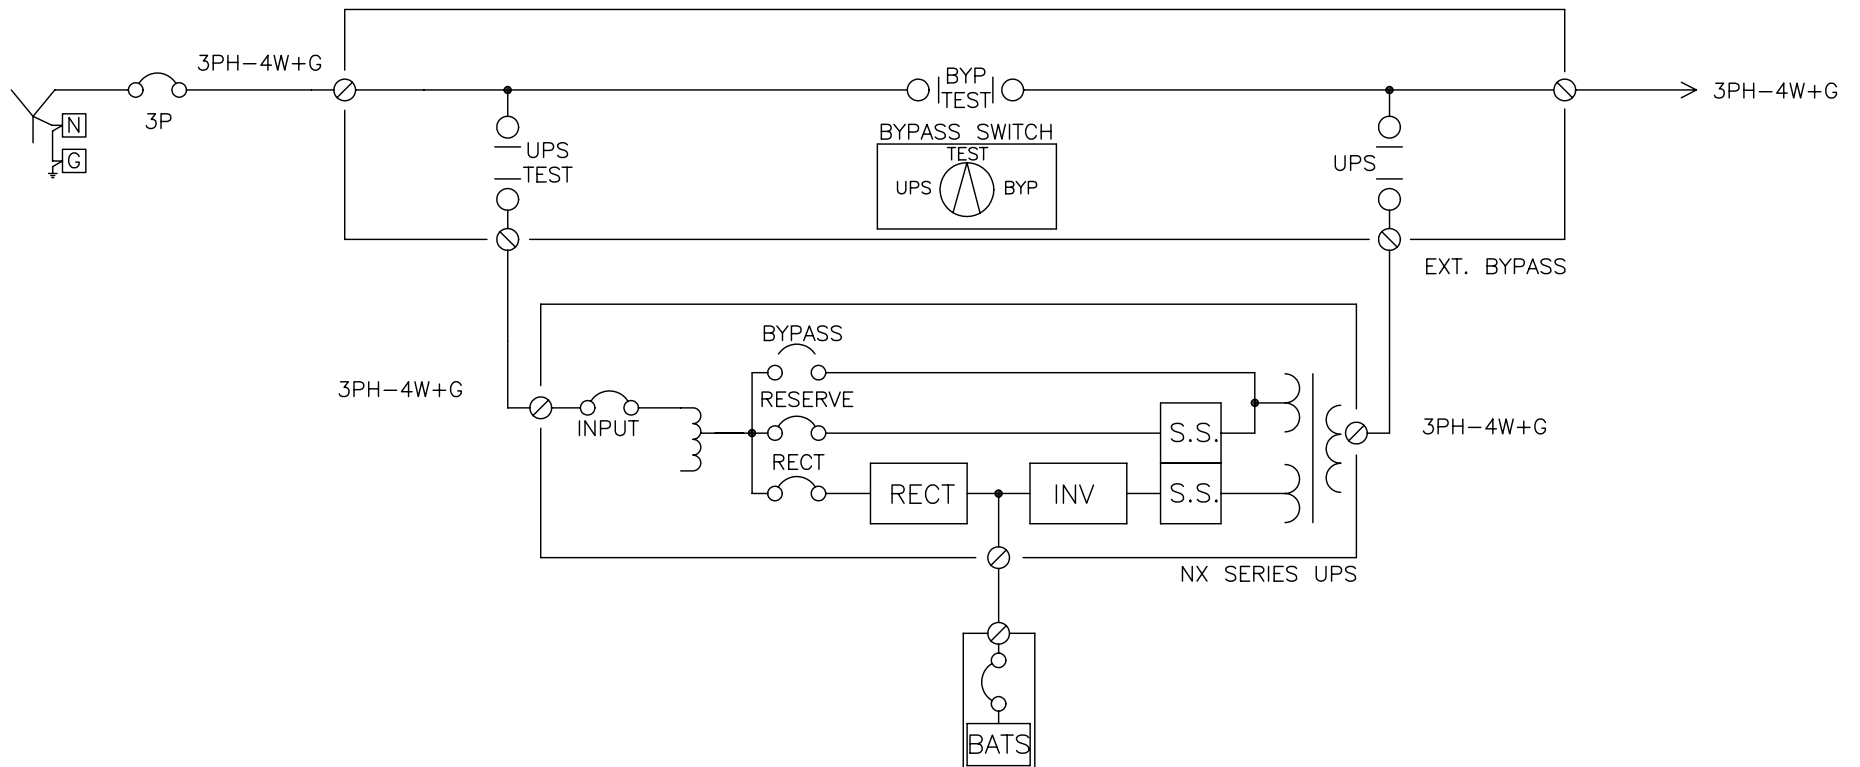 3PH-4W+G
3P
N
G
BYP
TEST
3PH-4W+G
UPS
TEST
BYPASS SWITCH
TEST
UPS
BYP
UPS
EXT. BYPASS
3PH-4W+G
INPUT
BYPASS
RESERVE
RECT
RECT
INV
S.S.
S.S.
3PH-4W+G
NX SERIES UPS
BATS